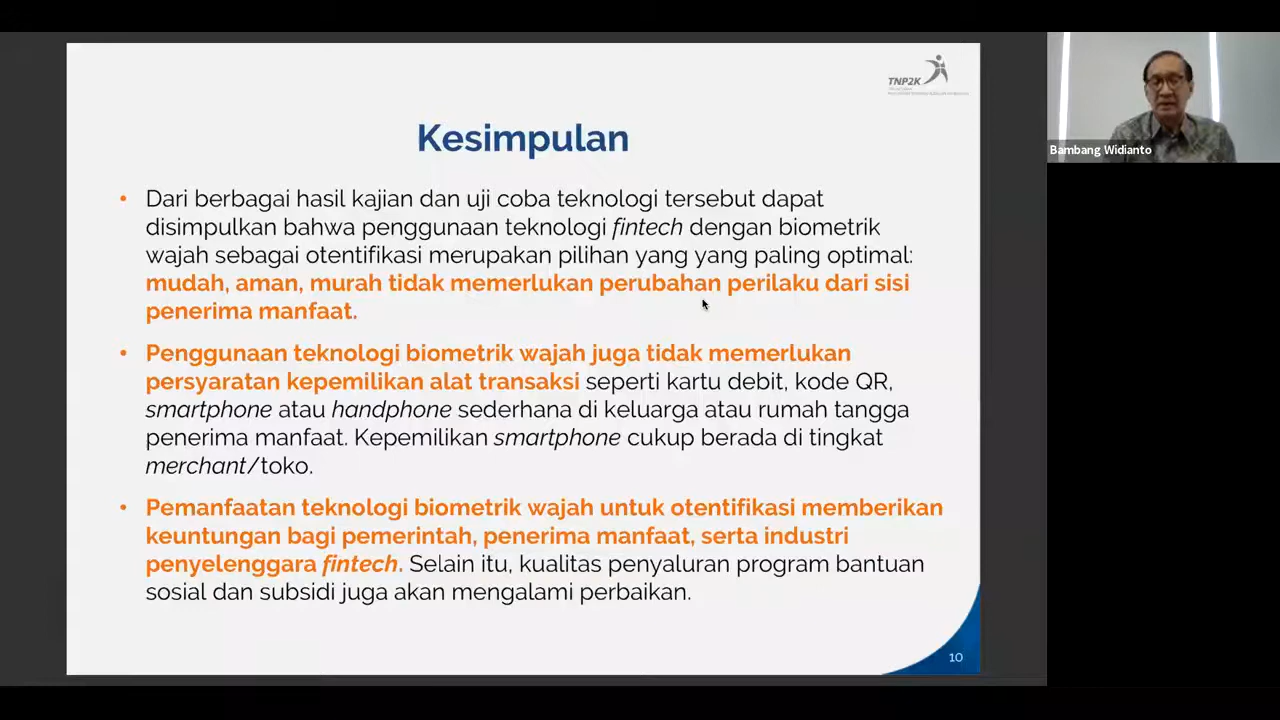 TNP2K
Kesimpulan
• Dari berbagai hasil kajian dan uji coba teknologi tersebut dapat
disimpulkan bahwa penggunaan teknologi fintech dengan biometrik
wajah sebagai otentifikasi merupakan pilihan yang yang paling optimal:
mudah, aman, murah tidak memerlukan perubahan perilaku dari sisi
penerima manfaat.
• Penggunaan teknologi biometrik wajah juga tidak memerlukan
persyaratan kepemilikan alat transaksi seperti kartu debit, kode QR,
smartphone atau handphone sederhana di keluarga atau rumah tangga
penerima manfaat. Kepemilikan smartphone cukup berada di tingkat
merchant/toko.
• Pemanfaatan teknologi biometrik wajah untuk otentifikasi memberikan
keuntungan bagi pemerintah, penerima manfaat, serta industri
penyelenggara fintech. Selain itu, kualitas penyaluran program bantuan
sosial dan subsidi juga akan mengalami perbaikan.
10
Bambang Widianto